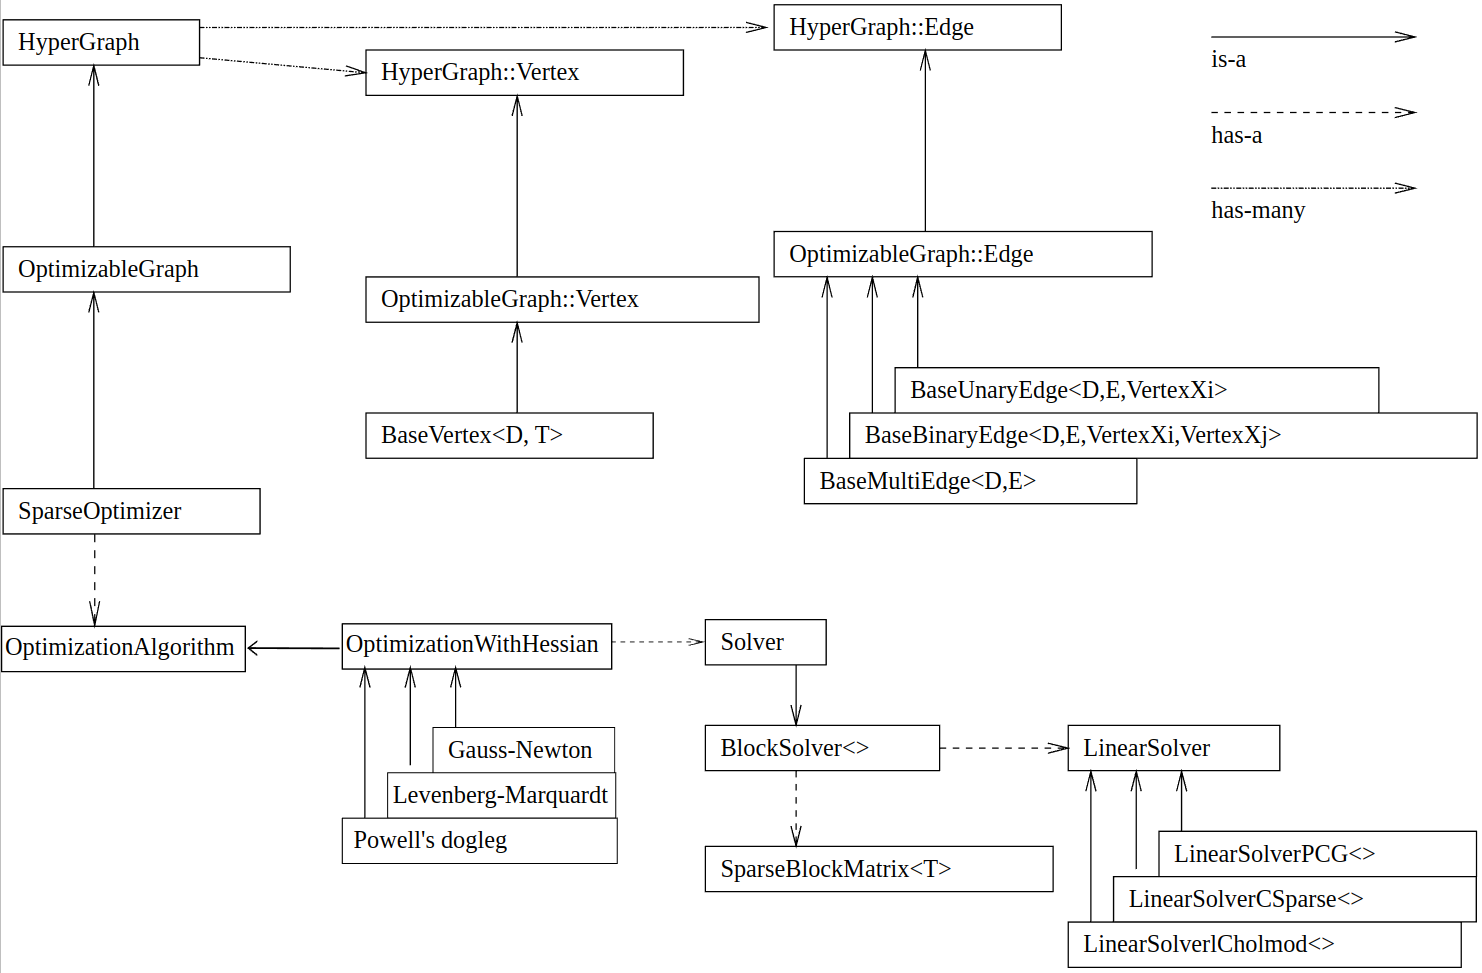 HyperGraph
HyperGraph::Edge
HyperGraph::Vertex
is-a
has-a
has-many
OptimizableGraph
OptimizableGraph::Edge
OptimizableGraph::Vertex
BaseUnaryEdge<D,E,VertexXi>
BaseVertex<D, T>
BaseBinaryEdge<D,E,VertexXi,VertexXj>
BaseMultiEdge<D,E>
SparseOptimizer
OptimizationAlgorithm
OptimizationWithHessian
Solver
Gauss-Newton
BlockSolver<>
LinearSolver
Levenberg-Marquardt
Powell's dogleg
SparseBlockMatrix<T>
LinearSolverPCG<>
LinearSolverCSparse<>
LinearSolverlCholmod<>